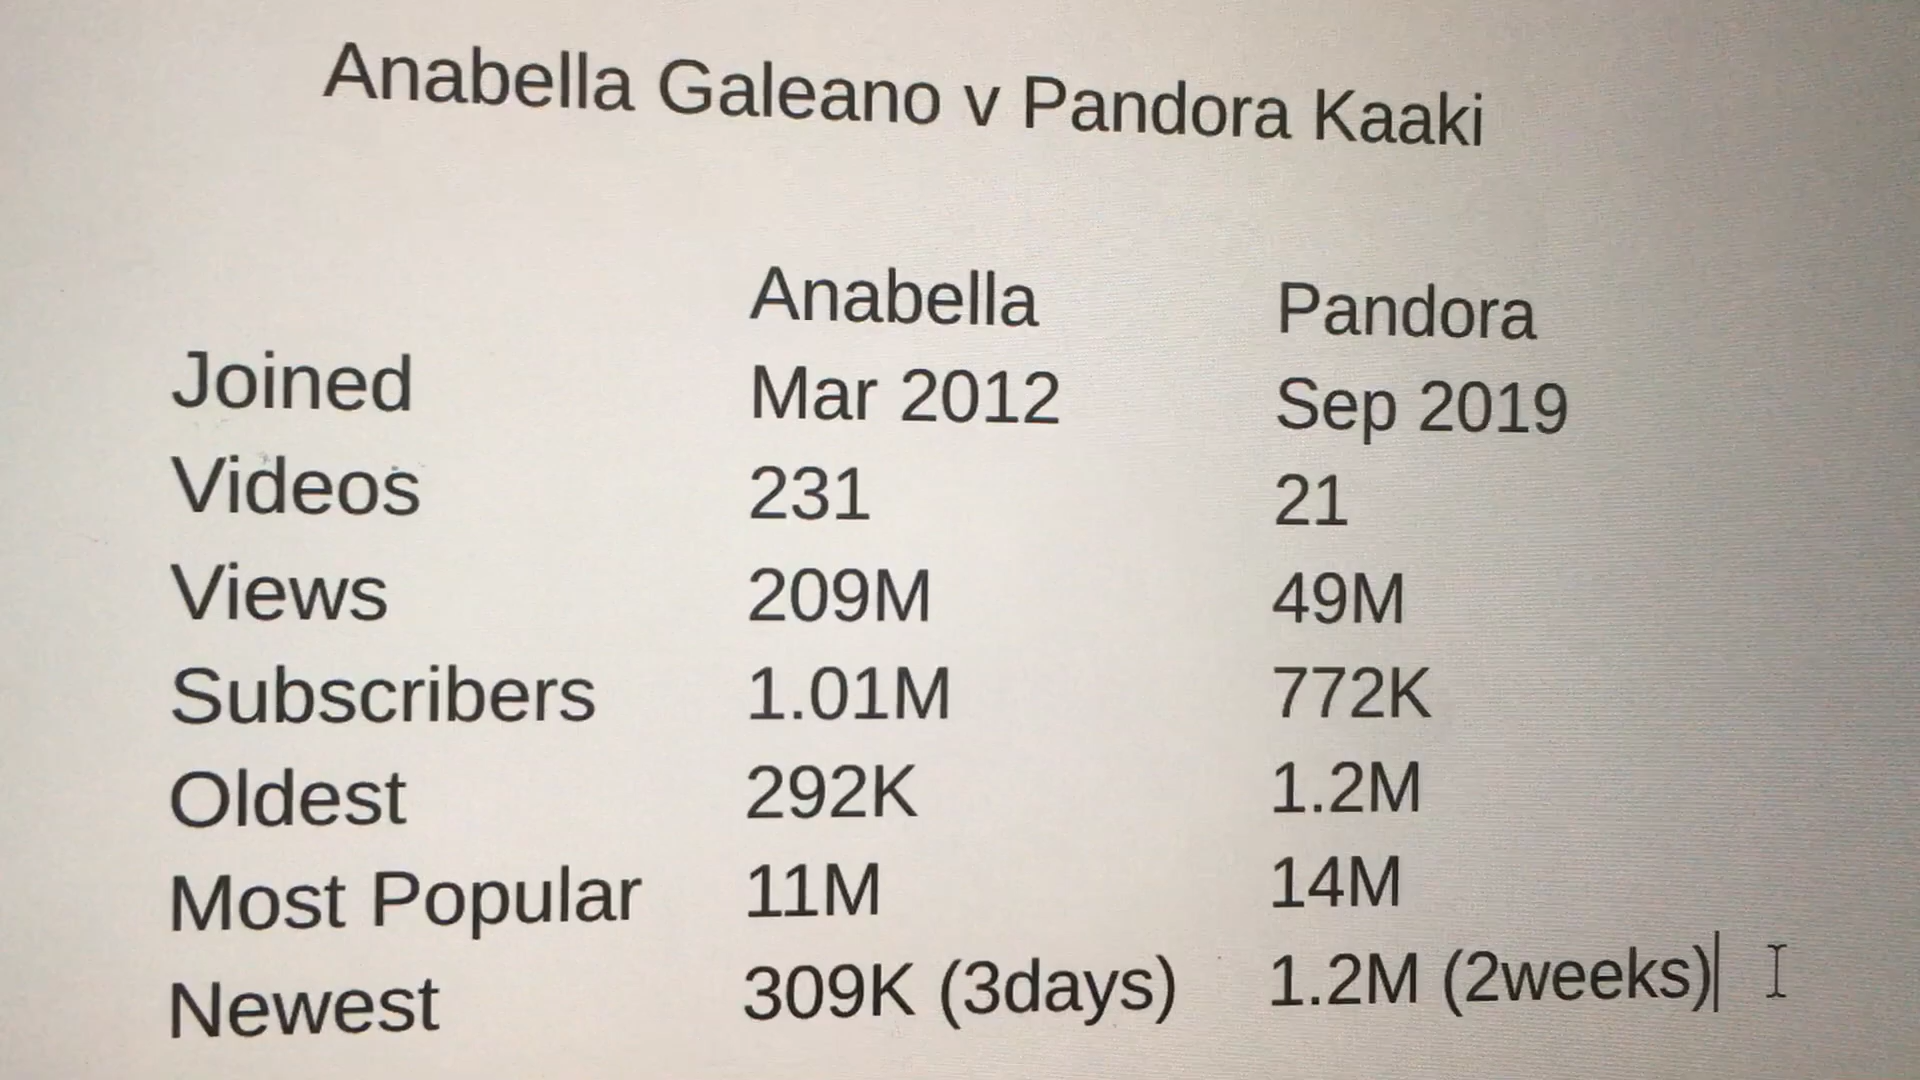 Anabella Galeano v Pandora Kaaki
Anabella Pandora
Joined Mar 2012 Sep 2019
Videos 231 21
Views 209M 49M
Subscribers 1.01M 772K
Oldest 292K 1.2M
Most Popular 11M 14M
Newest 309K (3days) 1.2M (2weeks)